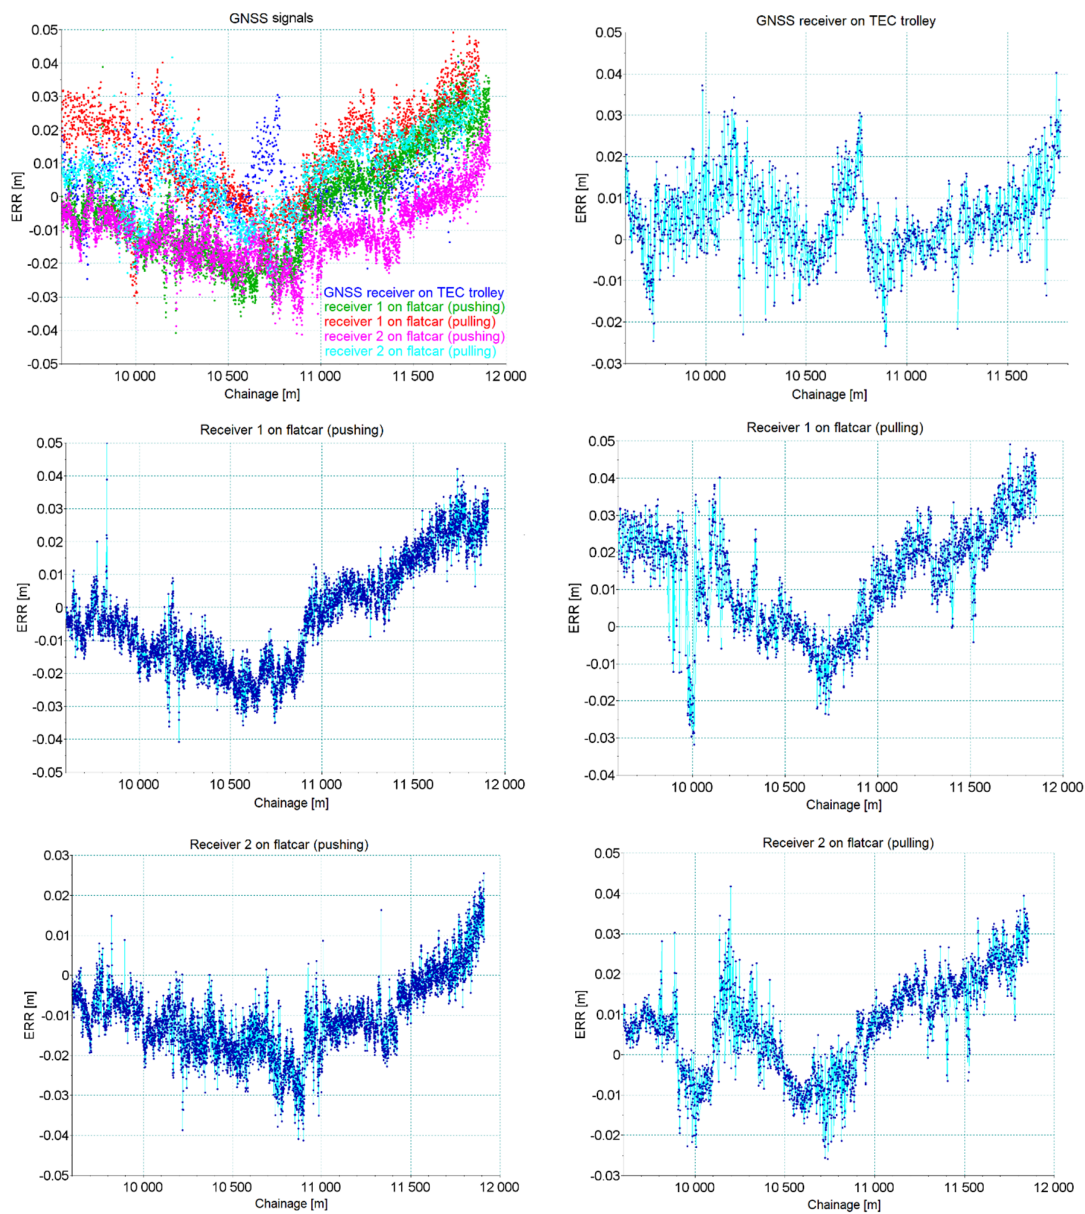 GNSS signals
0.05
0.04
0.03
0.02
0.01
0
-0.01
-0.02
-0.03
-0.04
-0.05
ERR [m]
GNSS receiver on TEC trolley
receiver 1 on flatcar (pushing)
receiver 1 on flatcar (pulling)
receiver 2 on flatcar (pushing)
receiver 2 on flatcar (pulling)
10 000 10 500 11 000 11 500 12 000
Chainage [m]
GNSS receiver on TEC trolley
0.05
0.04
0.03
0.02
0.01
0
-0.01
-0.02
-0.03
ERR [m]
10 000 10 500 11 000 11 500
Chainage [m]
Receiver 1 on flatcar (pushing)
0.05
0.04
0.03
0.02
0.01
0
-0.01
-0.02
-0.03
-0.04
-0.05
ERR [m]
10 000 10 500 11 000 11 500 12 000
Chainage [m]
Receiver 1 on flatcar (pulling)
0.05
0.04
0.03
0.02
0.01
0
-0.01
-0.02
-0.03
-0.04
ERR [m]
10 000 10 500 11 000 11 500 12 000
Chainage [m]
Receiver 2 on flatcar (pushing)
0.03
0.02
0.01
0
-0.01
-0.02
-0.03
-0.04
-0.05
ERR [m]
10 000 10 500 11 000 11 500 12 000
Chainage [m]
Receiver 2 on flatcar (pulling)
0.05
0.04
0.03
0.02
0.01
0
-0.01
-0.02
-0.03
ERR [m]
10 000 10 500 11 000 11 500 12 000
Chainage [m]